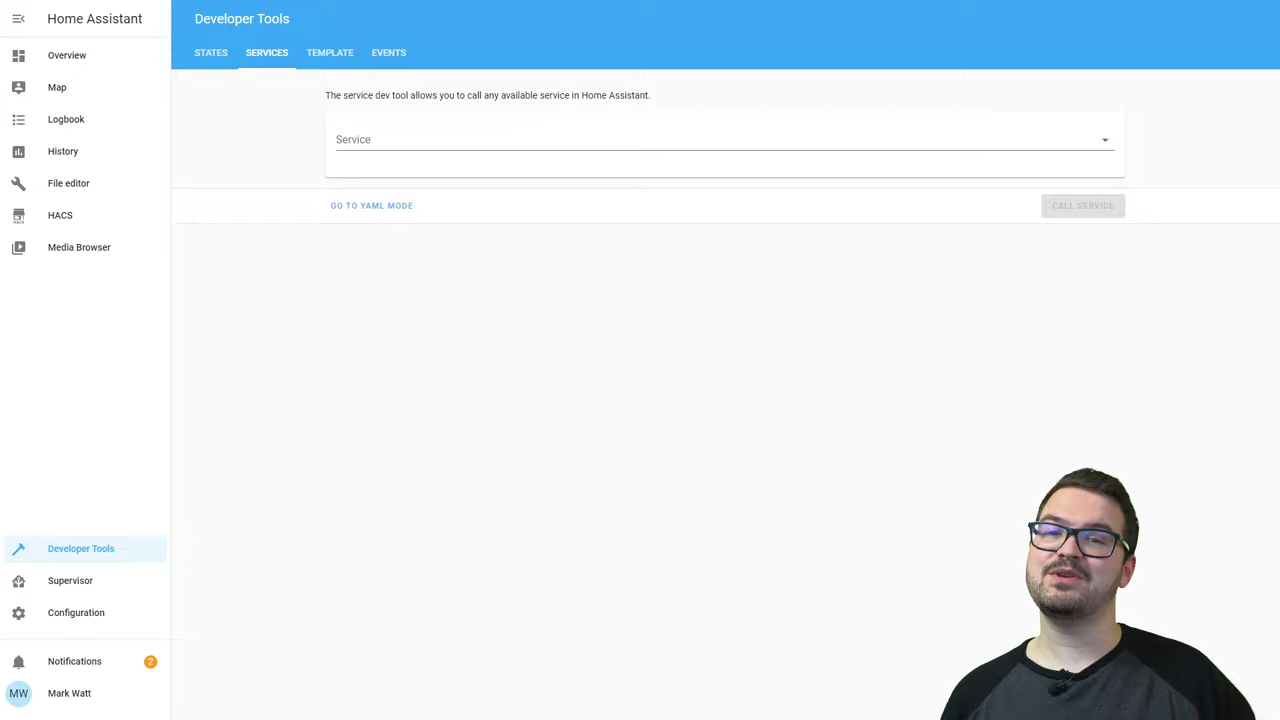 Home Assistant
Overview
Map
Logbook
History
File editor
HACS
HACS
Media Browser
Developer Tools
Supervisor
Configuration
Notifications
2
MW
Mark Watt
Developer Tools
STATES
SERVICES
TEMPLATE
EVENTS
The service dev tool allows you to call any available service in Home Assistant.
Service
GO TO YAML MODE
CALL SERVICE